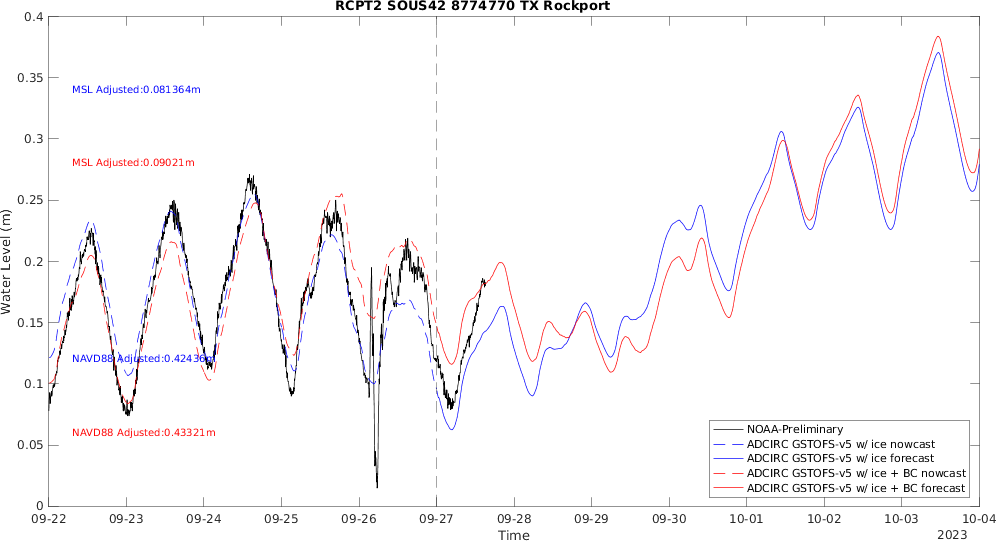 RCPT2 SOUS42 8774770 TX Rockport
0.4
0.35
0.3
0.25
0.2
0.15
0.1
0.05
0
Water Level (m)
MSL Adjusted:0.081364m
MSL Adjusted:0.09021m
NAVD88 Adjusted:0.42436m
NAVD88 Adjusted:0.43321m
NOAA-Preliminary
ADCIRC GSTOFS-v5 w/ ice nowcast
ADCIRC GSTOFS-v5 w/ ice forecast
ADCIRC GSTOFS-v5 w/ ice + BC nowcast
ADCIRC GSTOFS-v5 w/ ice + BC forecast
09-22 09-23 09-24 09-25 09-26 09-27 09-28 09-29 09-30 10-01 10-02 10-03 10-04
Time
2023